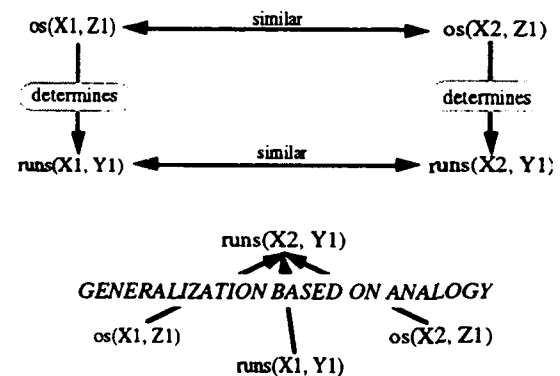 os(X1, Z1) similar os(X2, Z1)
determines determines
runs(X1, Y1) similar runs(X2, Y1)
runs(X2, Y1)
GENERALIZATION BASED ON ANALOGY
os(X1, Z1) os(X2, Z1)
runs(X1, Y1)